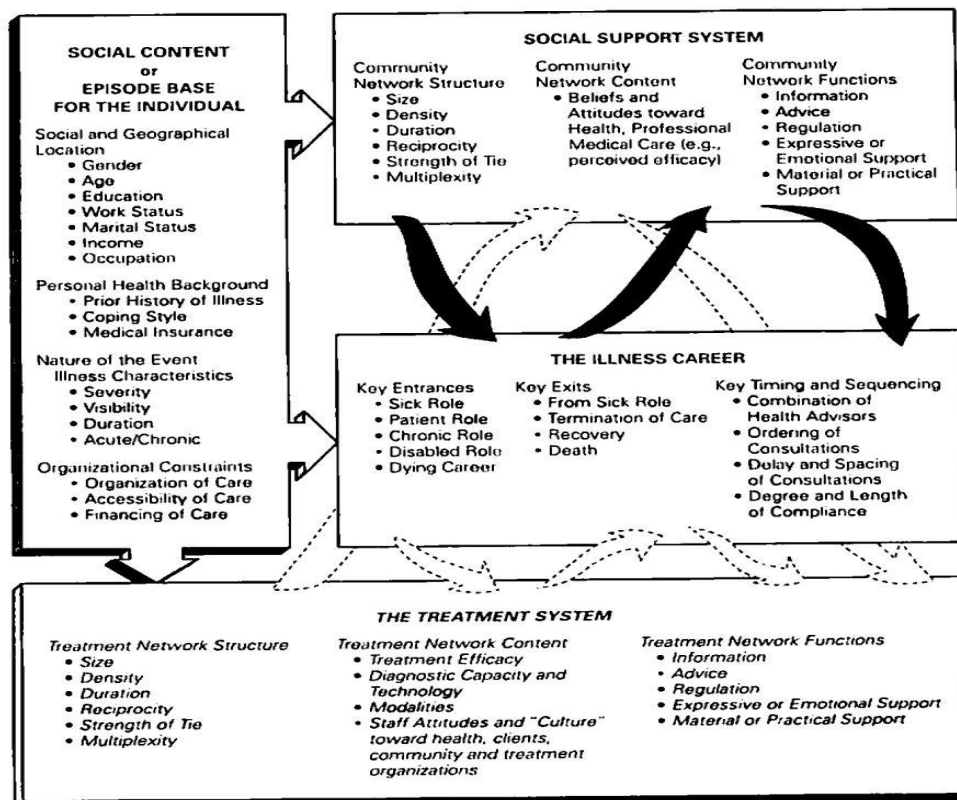 SOCIAL CONTENT
or
EPISODE BASE
FOR THE INDIVIDUAL
Social and Geographical
Location
• Gender
• Age
• Education
• Work Status
• Marital Status
• Income
• Occupation
Personal Health Background
• Prior History of Illness
• Coping Style
• Medical Insurance
Nature of the Event
Illness Characteristics
• Severity
• Visibility
• Duration
• Acute/Chronic
Organizational Constraints
• Organization of Care
• Accessibility of Care
• Financing of Care
SOCIAL SUPPORT SYSTEM
Community
Network Structure
• Size
• Density
• Duration
• Reciprocity
• Strength of Tie
• Multiplexity
Community
Network Content
• Beliefs and
Attitudes toward
Health, Professional
Medical Care (e.g.,
perceived efficacy)
Community
Network Functions
• Information
• Advice
• Regulation
• Expressive or
Emotional Support
• Material or Practical
Support
THE ILLNESS CAREER
Key Entrances
• Sick Role
• Patient Role
• Chronic Role
• Disabled Role
• Dying Career
Key Exits
• From Sick Role
• Termination of Care
• Recovery
• Death
Key Timing and Sequencing
• Combination of
Health Advisors
• Ordering of
Consultations
• Delay and Spacing
of Consultations
• Degree and Length
of Compliance
THE TREATMENT SYSTEM
Treatment Network Structure
• Size
• Density
• Duration
• Reciprocity
• Strength of Tie
• Multiplexity
Treatment Network Content
• Treatment Efficacy
• Diagnostic Capacity and
Technology
• Modalities
• Staff Attitudes and "Culture"
toward health, clients,
community and treatment
organizations
Treatment Network Functions
• Information
• Advice
• Regulation
• Expressive or Emotional Support
• Material or Practical Support